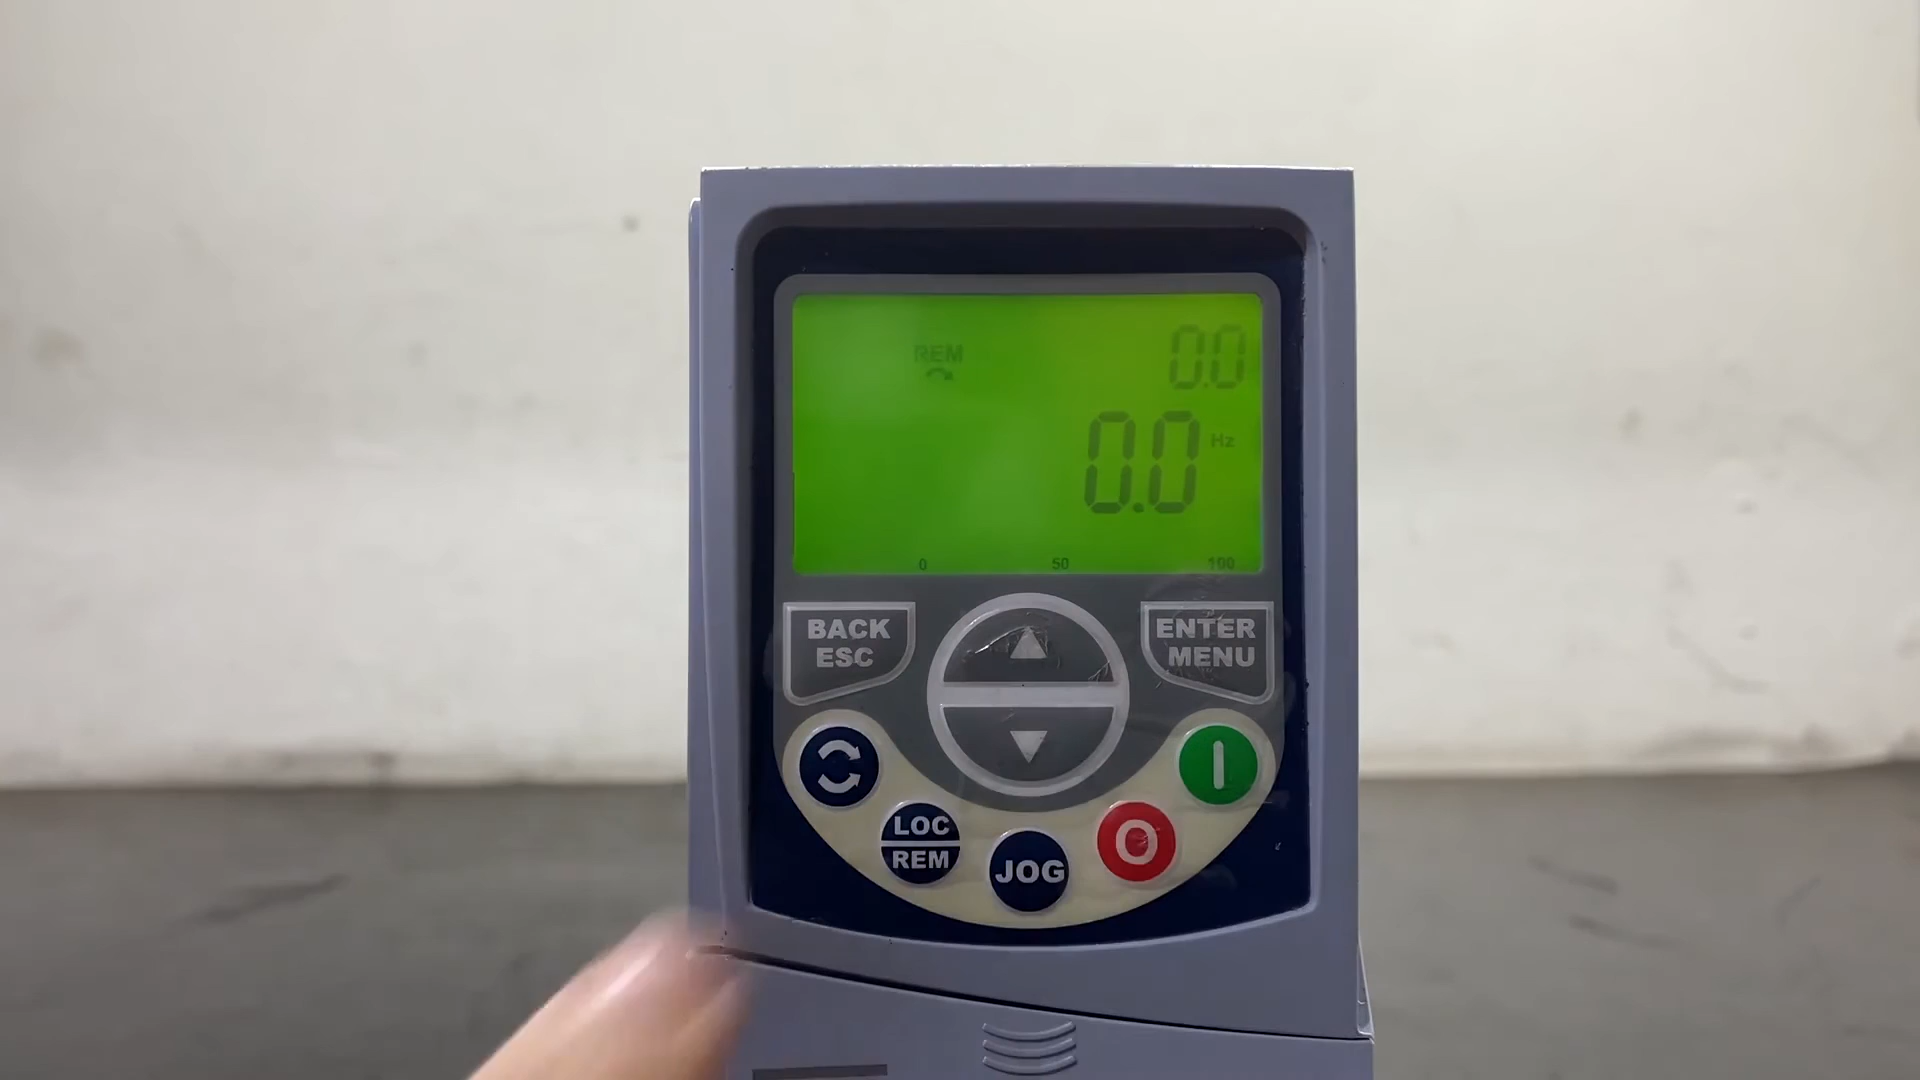 REM 0.0
0.0 Hz
0 50 100
BACK
ESC
ENTER
MENU
LOC
REM
JOG
O
I